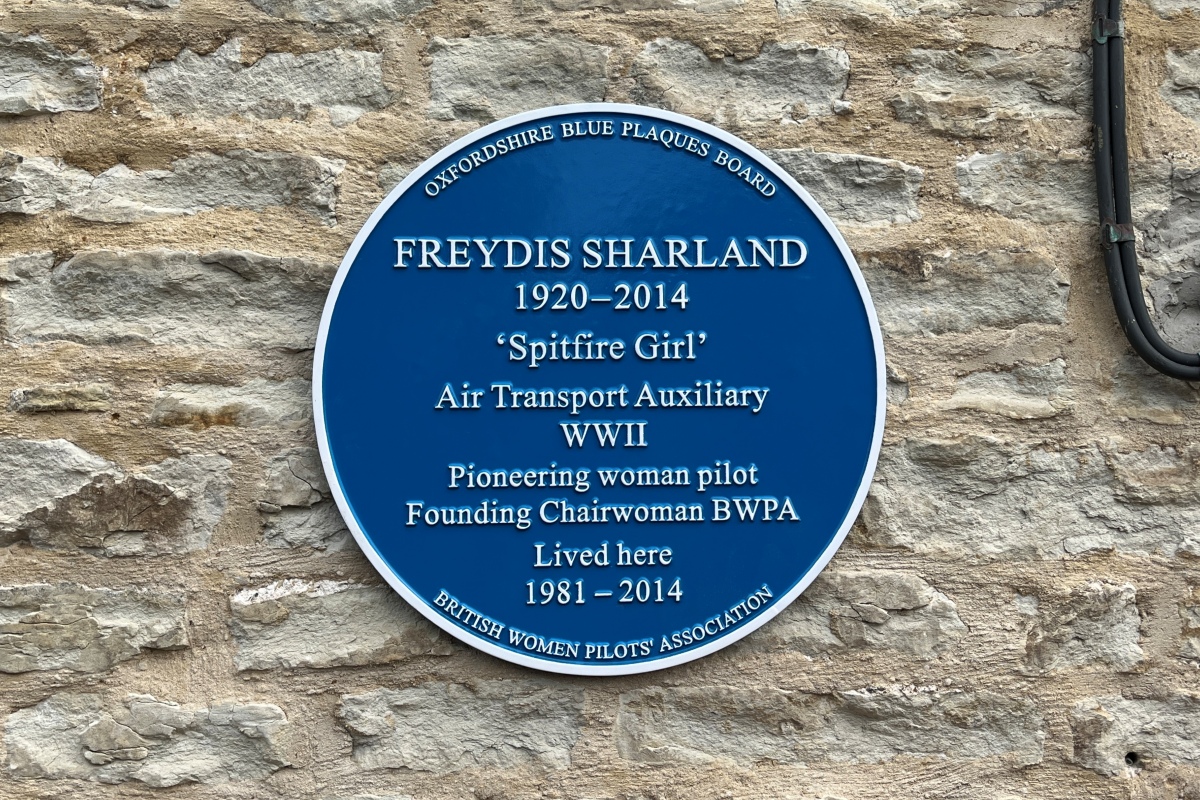 OXFORDSHIRE BLUE PLAQUES BOARD
FREYDIS SHARLAND
1920–2014
‘Spitfire Girl’
Air Transport Auxiliary
WWII
Pioneering woman pilot
Founding Chairwoman BWPA
Lived here
1981 – 2014
BRITISH WOMEN PILOTS' ASSOCIATION